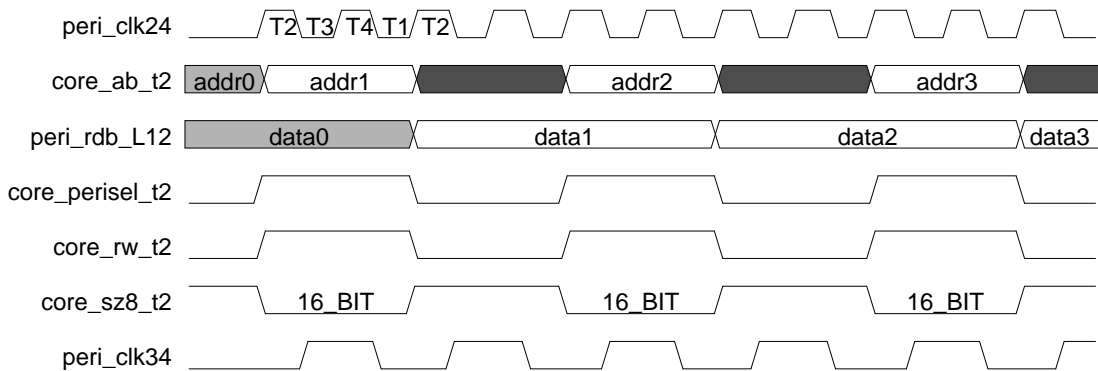 peri_clk24 T2 T3 T4 T1 T2
core_ab_t2 addr0 addr1 addr2 addr3
peri_rdb_L12 data0 data1 data2 data3
core_perisel_t2
core_rw_t2
core_sz8_t2 16_BIT 16_BIT 16_BIT
peri_clk34